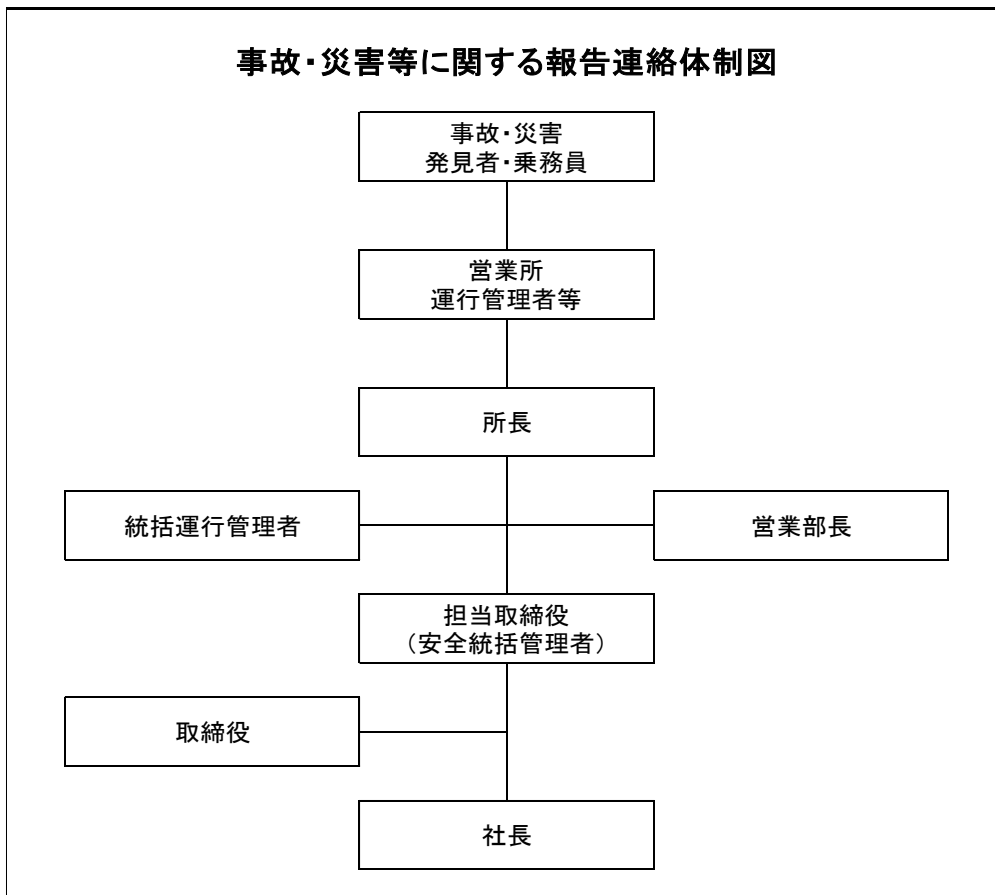 事故・災害等に関する報告連絡体制図
事故・災害
発見者・乗務員
営業所
運行管理者等
所長
統括運行管理者
営業部長
担当取締役
（安全統括管理者）
取締役
社長